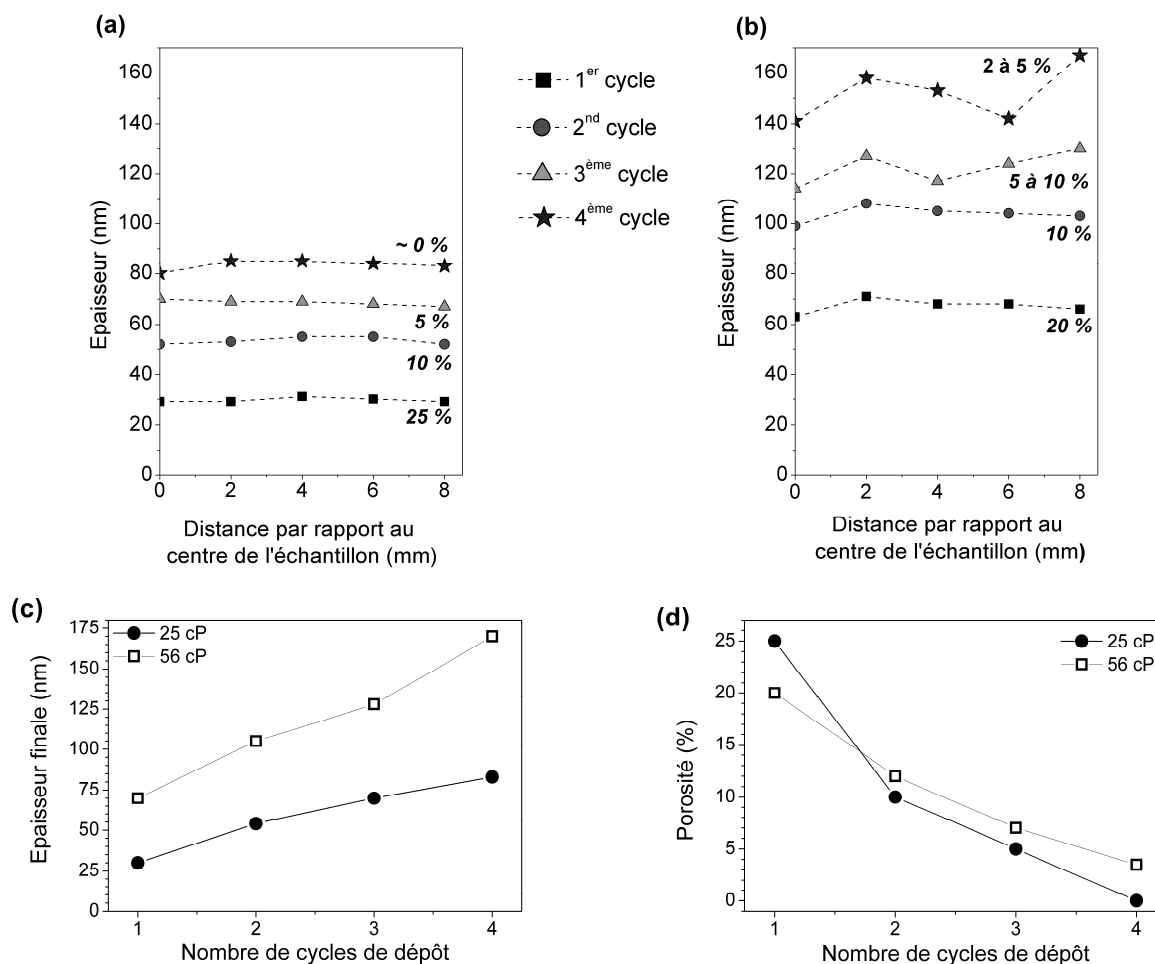 (a)
160
140
120
100
80
60
40
20
0
Epaisseur (nm)
~ 0 %
5 %
10 %
25 %
0 2 4 6 8
Distance par rapport au
centre de l'échantillon (mm)
1er cycle
2nd cycle
3ème cycle
4ème cycle
(b)
160
140
120
100
80
60
40
20
0
Epaisseur (nm)
2 à 5 %
5 à 10 %
10 %
20 %
0 2 4 6 8
Distance par rapport au
centre de l'échantillon (mm)
(c)
175
150
125
100
75
50
25
0
Epaisseur finale (nm)
25 cP
56 cP
1 2 3 4
Nombre de cycles de dépôt
(d)
25
20
15
10
5
0
Porosité (%)
25 cP
56 cP
1 2 3 4
Nombre de cycles de dépôt